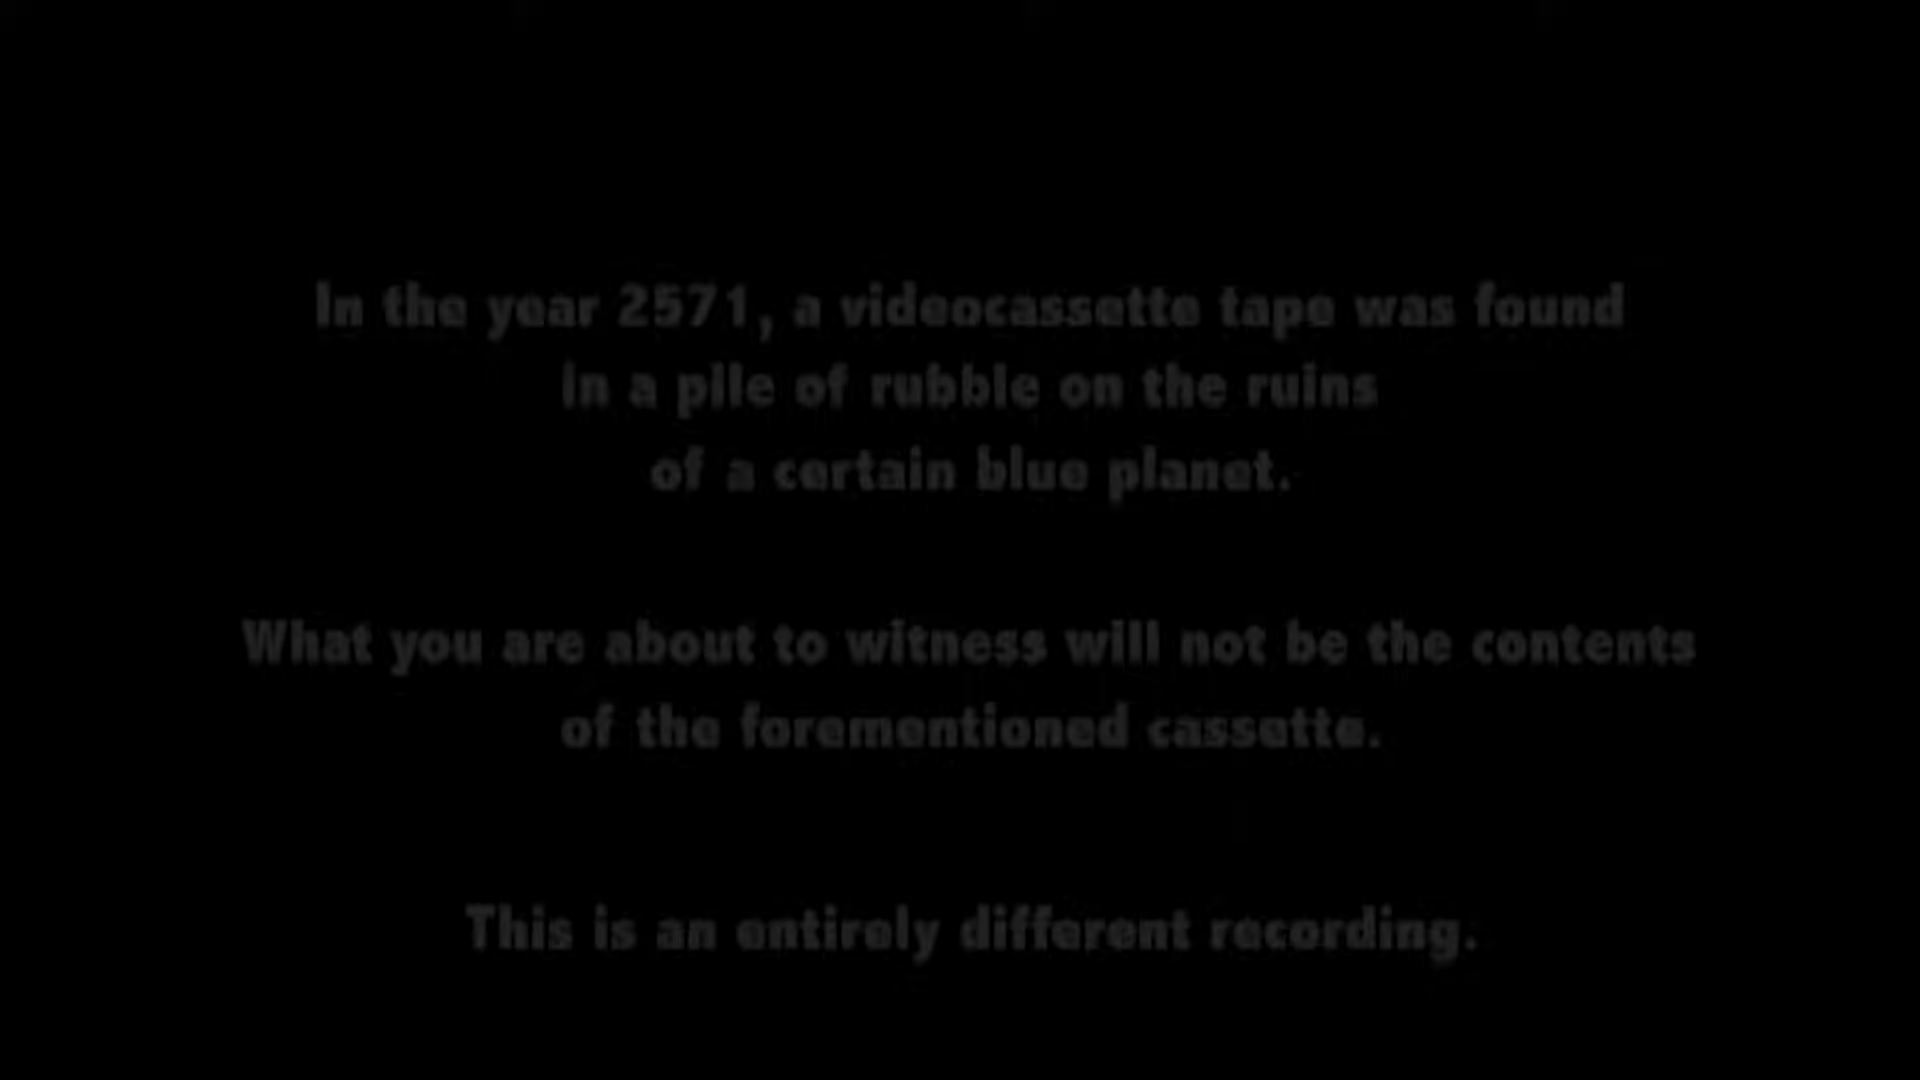 In the year 2571, a videocassette tape was found
in a pile of rubble on the ruins
of a certain blue planet.
What you are about to witness will not be the contents
of the forementioned cassette.
This is an entirely different recording.